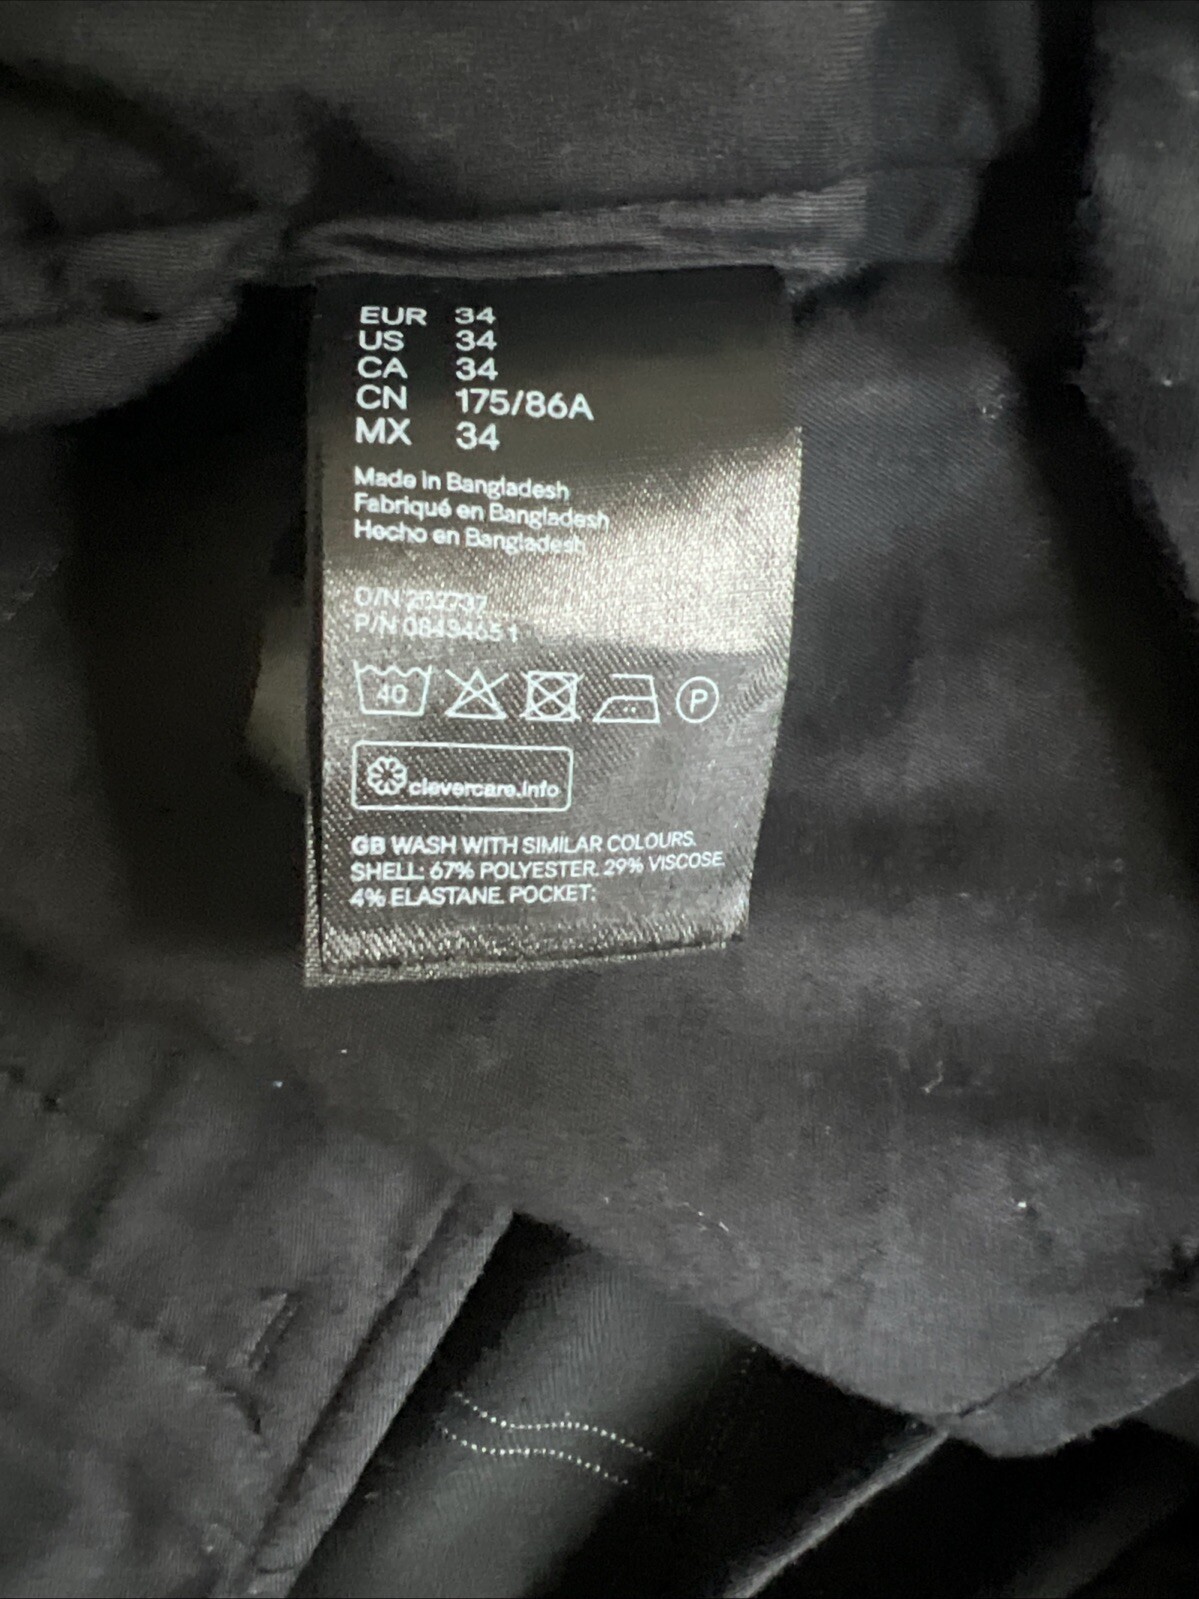 EUR 34
US 34
CA 34
CN 175/86A
MX 34
Made in Bangladesh
Fabriqué en Bangladesh
Hecho en Bangladesh
O/N
P/N
40
P
clevercare.info
GB WASH WITH SIMILAR COLOURS.
SHELL: 67% POLYESTER. 29% VISCOSE
4% ELASTANE. POCKET: